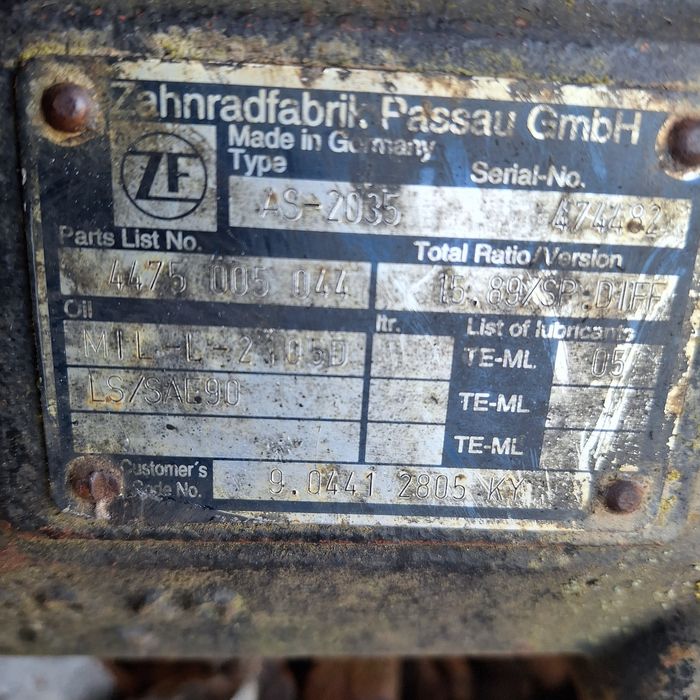 Zahnradfabrik Passau GmbH
ZF
Made in Germany
Type Serial-No.
AS-2035 474482
Parts List No. Total Ratio/Version
4475 005 044 15.89/SP.DIFF
Oil ltr. List of lubricants
MIL-L-2105D TE-ML 05
LS/SAE90 TE-ML
TE-ML
Customer's
Code No. 9.0441 2805 KY